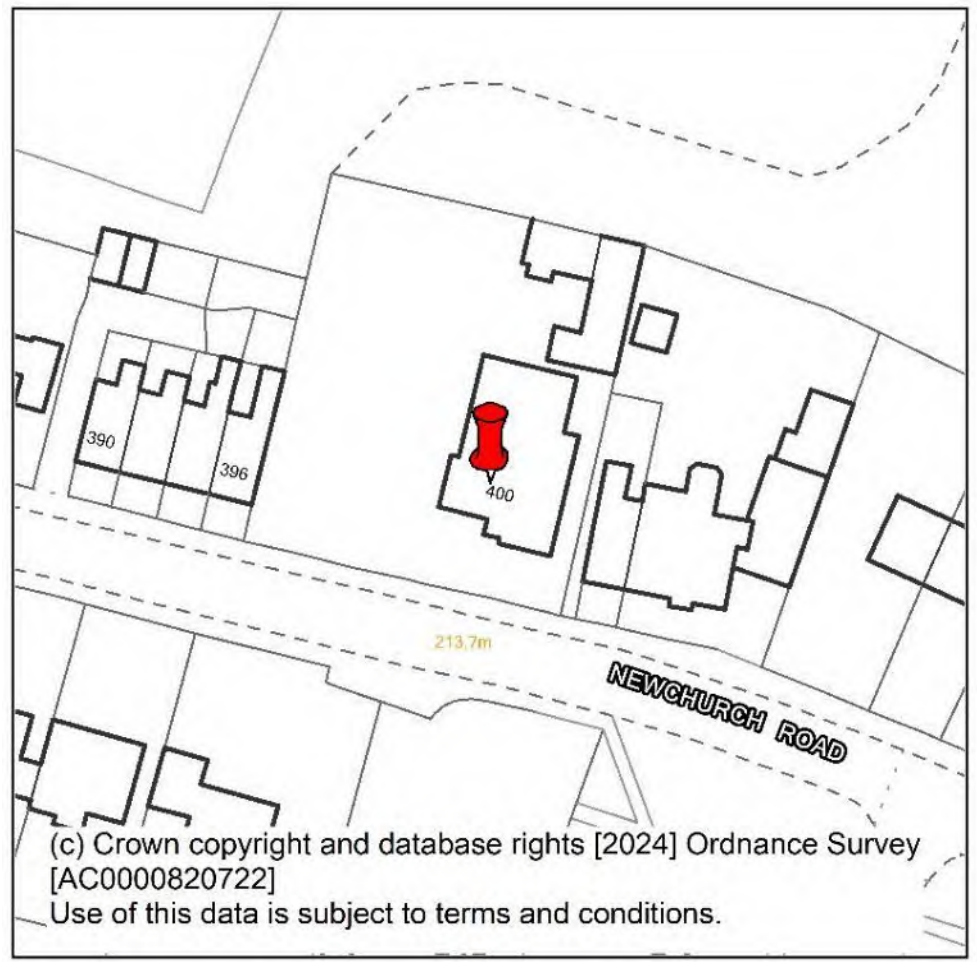 390
396
400
213.7m
NEWCHURCH ROAD
(c) Crown copyright and database rights [2024] Ordnance Survey
[AC0000820722]
Use of this data is subject to terms and conditions.